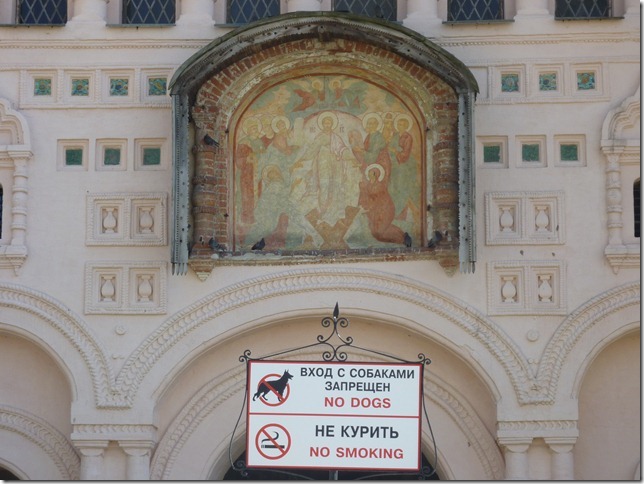 ВХОД С СОБАКАМИ
ЗАПРЕЩЕН
NO DOGS
НЕ КУРИТЬ
NO SMOKING